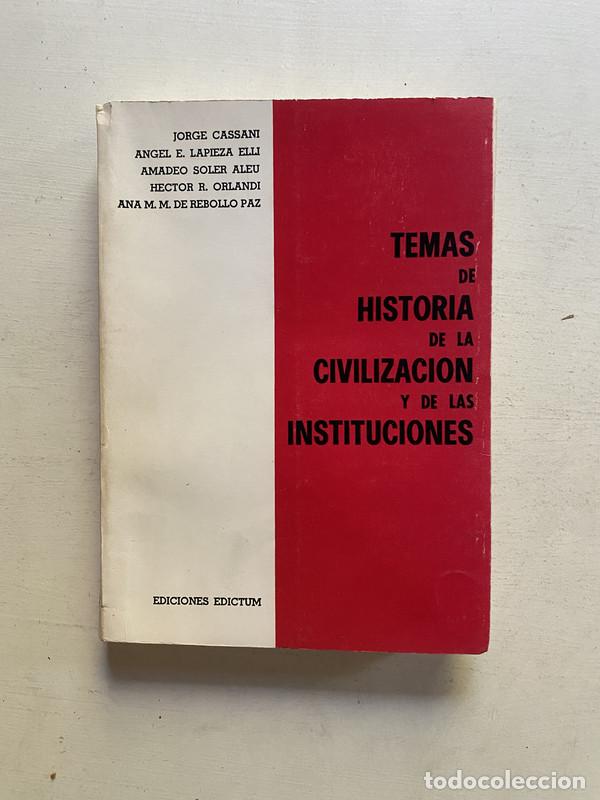 JORGE CASSANI
ANGEL E. LAPIEZA ELLI
AMADEO SOLER ALEU
HECTOR R. ORLANDI
ANA M. M. DE REBOLLO PAZ
TEMAS
DE
HISTORIA
DE LA
CIVILIZACION
Y DE LAS
INSTITUCIONES
EDICIONES EDICTUM
todocoleccion